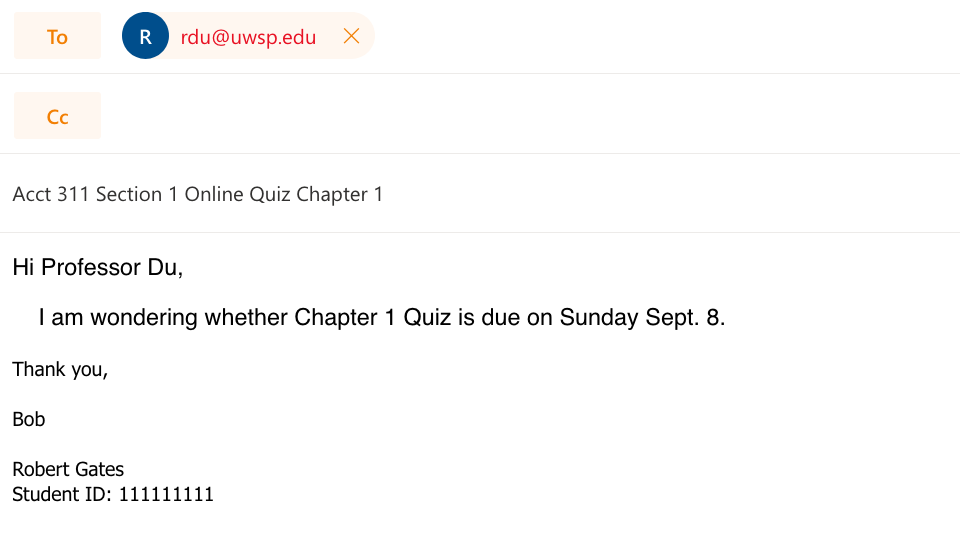 To R rdu@uwsp.edu
Cc
Acct 311 Section 1 Online Quiz Chapter 1
Hi Professor Du,
I am wondering whether Chapter 1 Quiz is due on Sunday Sept. 8.
Thank you,
Bob
Robert Gates
Student ID: 111111111